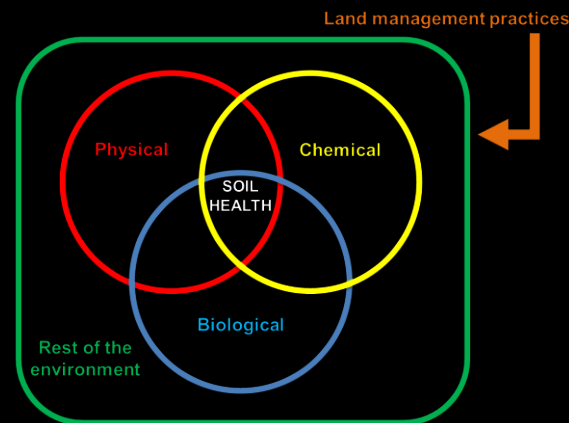 Land management practices
Physical
Chemical
SOIL
HEALTH
Biological
Rest of the
environment